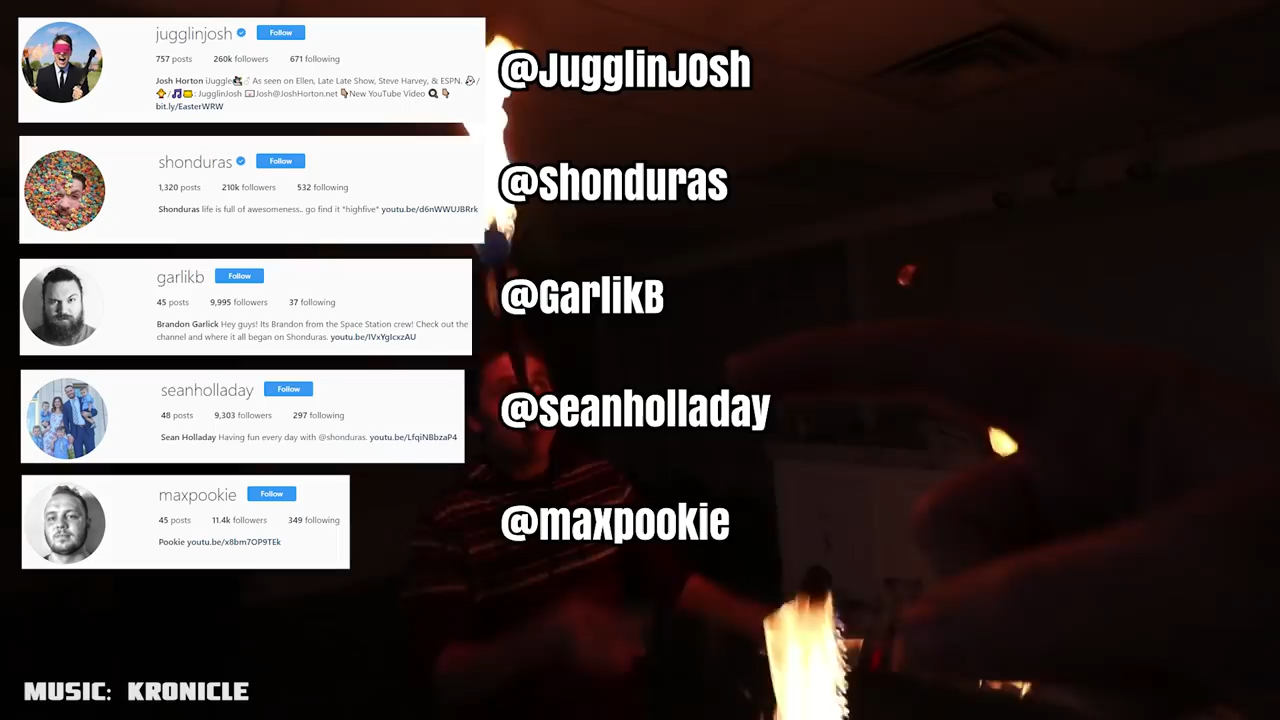 jugglinjosh Follow
757 posts 260k followers 671 following
Josh Horton iJuggle As seen on Ellen, Late Late Show, Steve Harvey, & ESPN. /
/ : JugglinJosh Josh@JoshHorton.net New YouTube Video
bit.ly/EasterWRW
@JugglinJosh
shonduras Follow
1,320 posts 210k followers 532 following
Shonduras life is full of awesomeness.. go find it *highfive* youtu.be/d6nWWUJBRrk
@Shonduras
garlikb Follow
45 posts 9,995 followers 37 following
Brandon Garlick Hey guys! Its Brandon from the Space Station crew! Check out the
channel and where it all began on Shonduras. youtu.be/IVxYgIcxzAU
@GarlikB
seanholladay Follow
48 posts 9,303 followers 297 following
Sean Holladay Having fun every day with @shonduras. youtu.be/LfqiNBbzaP4
@seanholladay
maxpookie Follow
45 posts 11.4k followers 349 following
Pookie youtu.be/x8bm7OP9TEk
@maxpookie
MUSIC: KRONICLE